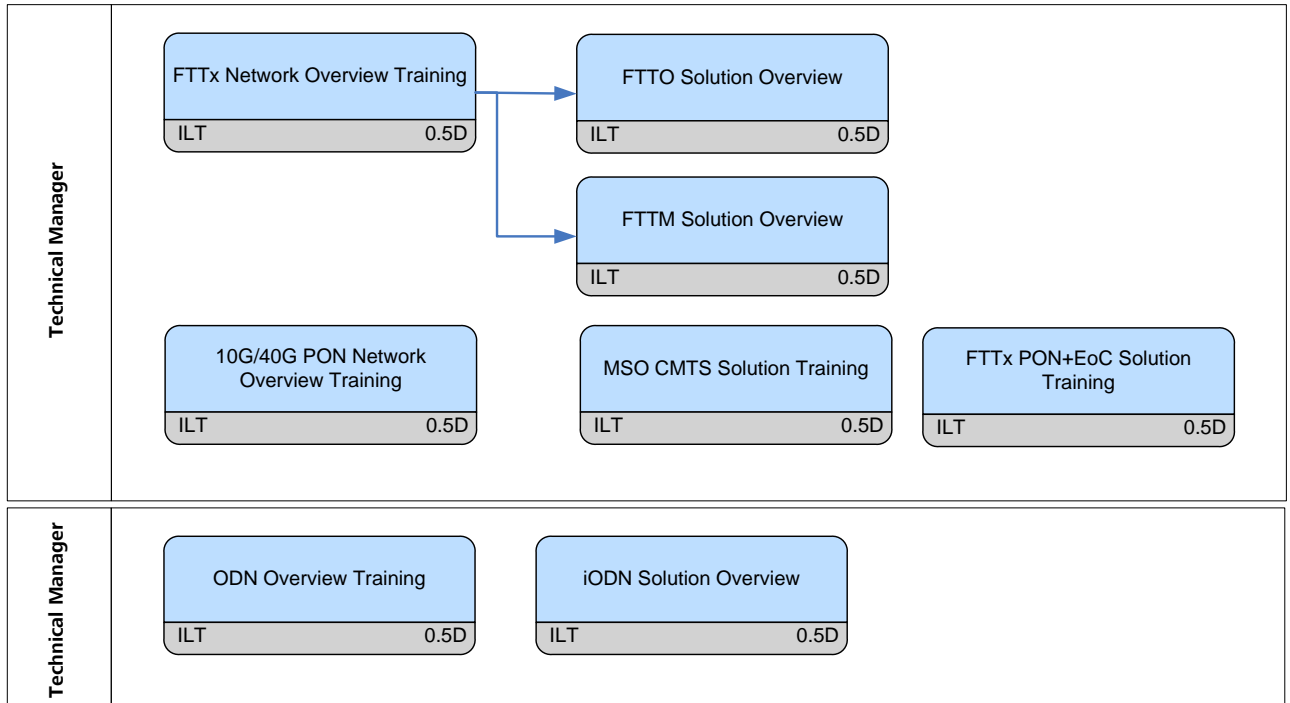 Technical Manager
FTTx Network Overview Training
ILT 0.5D
FTTO Solution Overview
ILT 0.5D
FTTM Solution Overview
ILT 0.5D
10G/40G PON Network
Overview Training
ILT 0.5D
MSO CMTS Solution Training
ILT 0.5D
FTTx PON+EoC Solution
Training
ILT 0.5D
Technical Manager
ODN Overview Training
ILT 0.5D
iODN Solution Overview
ILT 0.5D